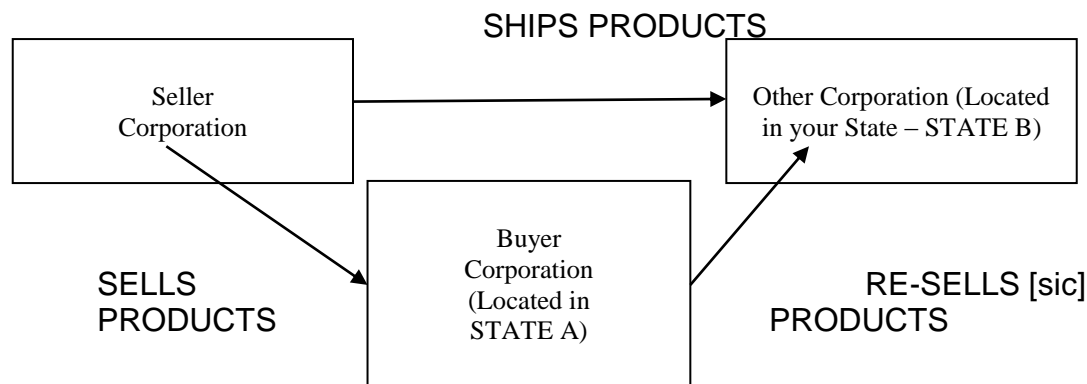 SHIPS PRODUCTS
Seller
Corporation
Other Corporation (Located
in your State – STATE B)
Buyer
Corporation
(Located in
STATE A)
SELLS
PRODUCTS
RE-SELLS [sic]
PRODUCTS